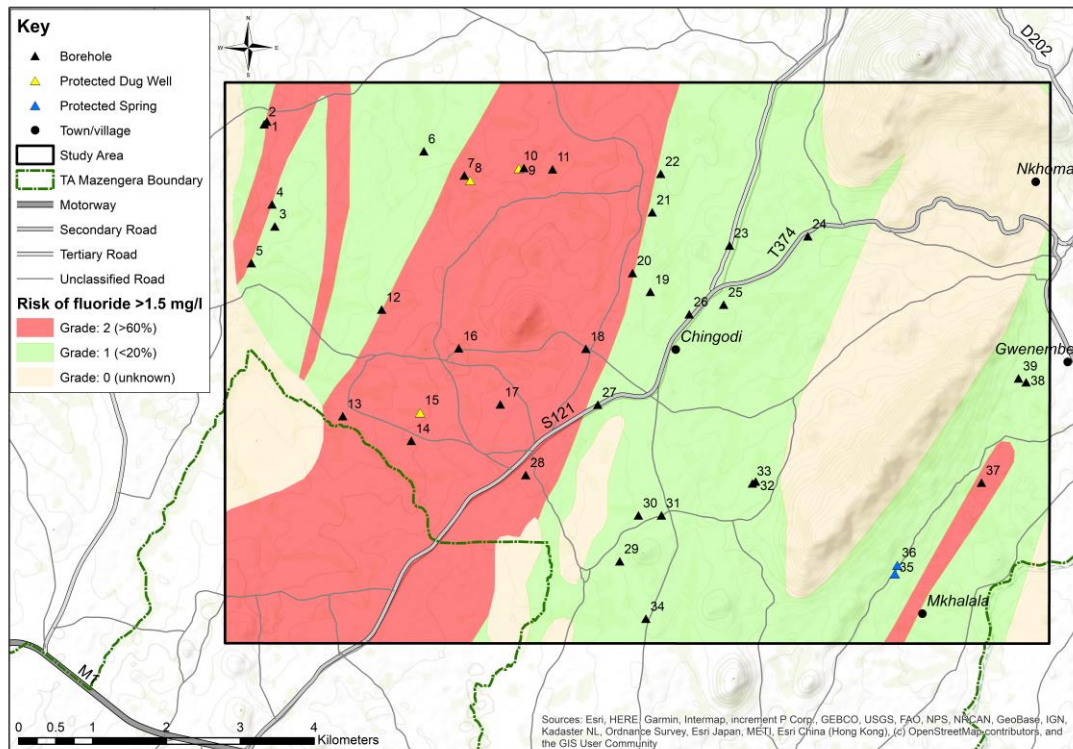 Key
Borehole
Protected Dug Well
Protected Spring
Town/village
Study Area
TA Mazengera Boundary
Motorway
Secondary Road
Tertiary Road
Unclassified Road
Risk of fluoride >1.5 mg/l
Grade: 2 (>60%)
Grade: 1 (<20%)
Grade: 0 (unknown)
N
W E
S
D202
2
1
6
7 8
10
9
11
22
Nkhoma
4
3
21
24
23
T374
5
20
19
12
25
26
16
18
Chingodi
Gwenembe
39
38
13
15
17
27
S121
14
28
33
32
37
30
31
29
36
35
34
Mkhalala
M1
0 0.5 1 2 3 4
Kilometers
Sources: Esri, HERE, Garmin, Intermap, increment P Corp., GEBCO, USGS, FAO, NPS, NRCAN, GeoBase, IGN,
Kadaster NL, Ordnance Survey, Esri Japan, METI, Esri China (Hong Kong), (c) OpenStreetMap contributors, and
the GIS User Community